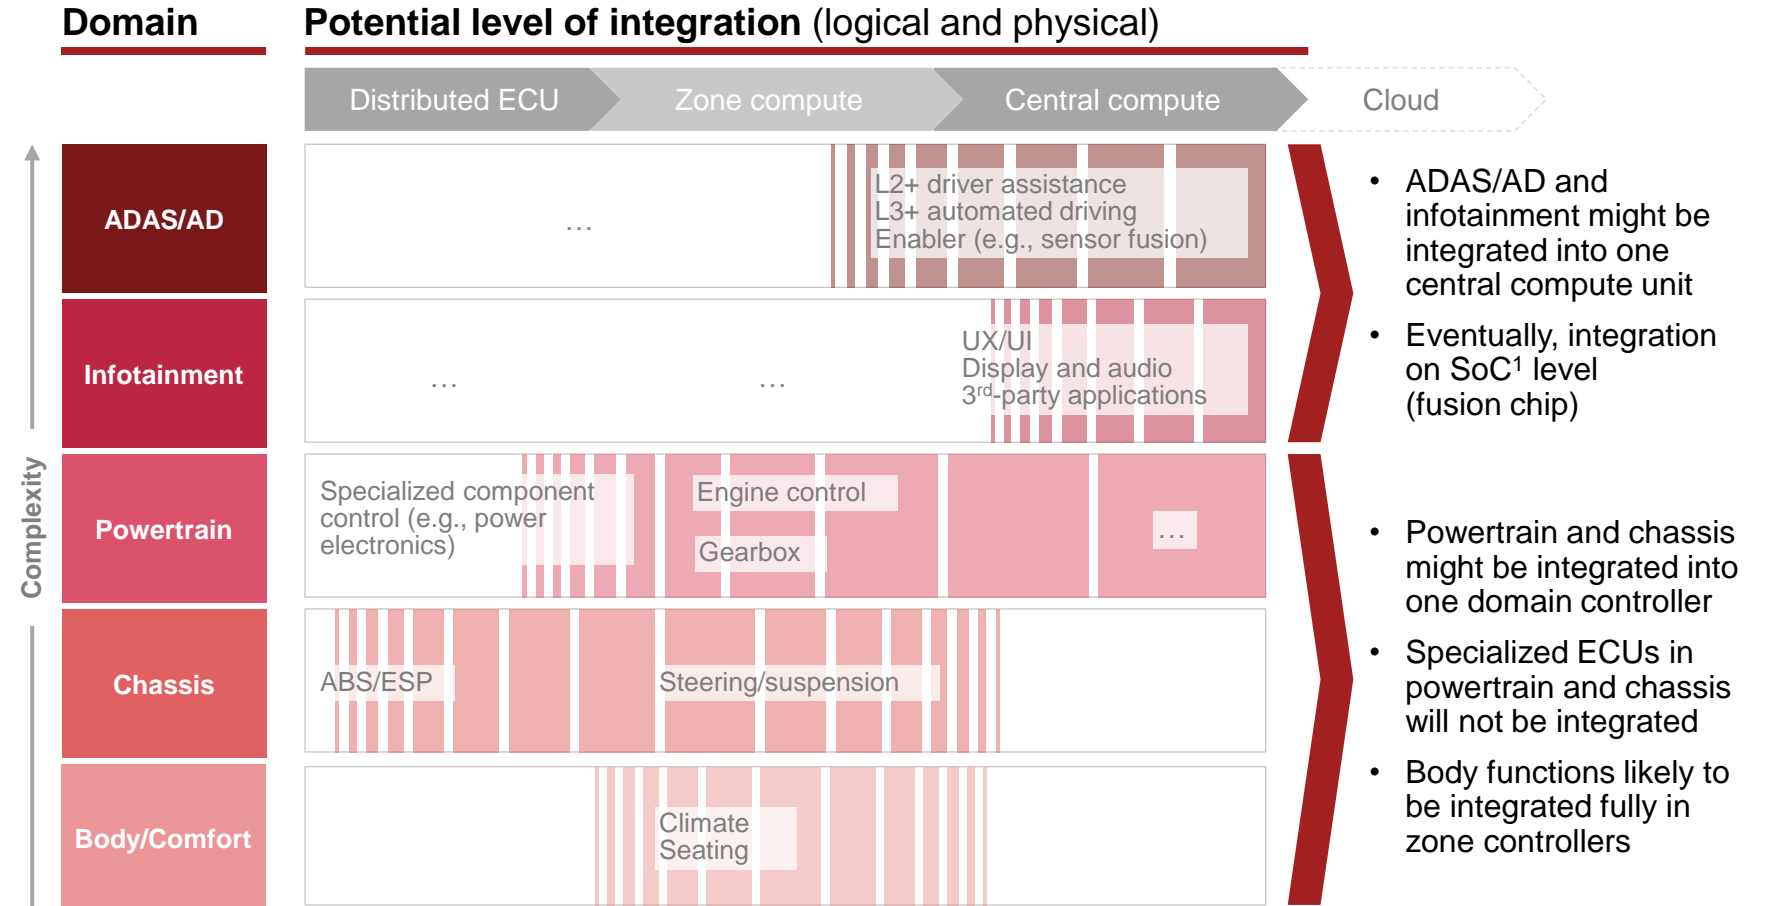 Domain
Potential level of integration (logical and physical)
Distributed ECU
Zone compute
Central compute
Cloud
Complexity
ADAS/AD
…
L2+ driver assistance
L3+ automated driving
Enabler (e.g., sensor fusion)
Infotainment
…
…
UX/UI
Display and audio
3rd-party applications
Powertrain
Specialized component
control (e.g., power
electronics)
Engine control
Gearbox
…
Chassis
ABS/ESP
Steering/suspension
Body/Comfort
Climate
Seating
• ADAS/AD and
infotainment might be
integrated into one
central compute unit
• Eventually, integration
on SoC¹ level
(fusion chip)
• Powertrain and chassis
might be integrated into
one domain controller
• Specialized ECUs in
powertrain and chassis
will not be integrated
• Body functions likely to
be integrated fully in
zone controllers